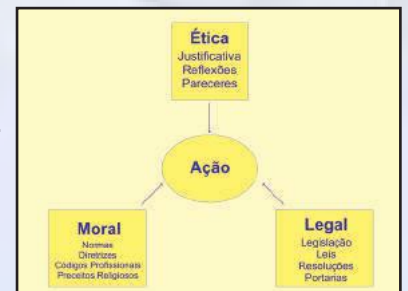 Ética
Justificativa
Reflexões
Pareceres
Ação
Moral
Normas
Diretrizes
Códigos Profissionais
Preceitos Religiosos
Legal
Legislação
Leis
Resoluções
Portarias